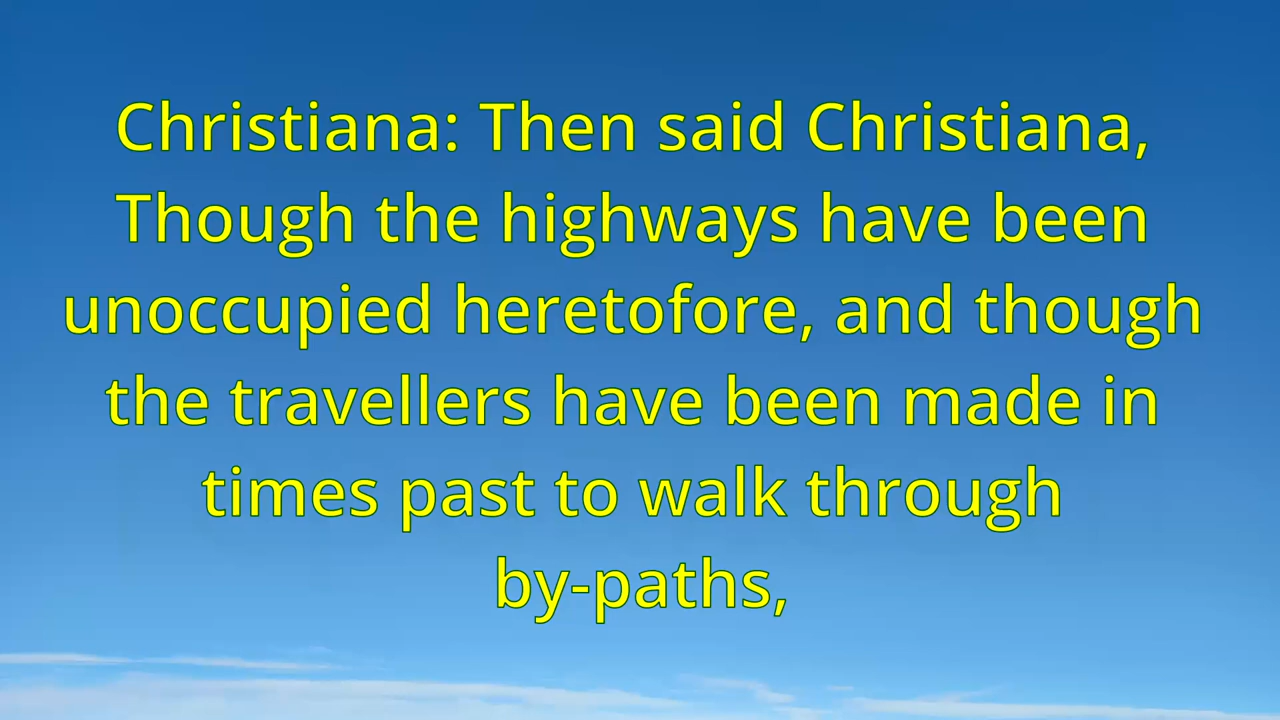 Christiana: Then said Christiana,
Though the highways have been
unoccupied heretofore, and though
the travellers have been made in
times past to walk through
by-paths,